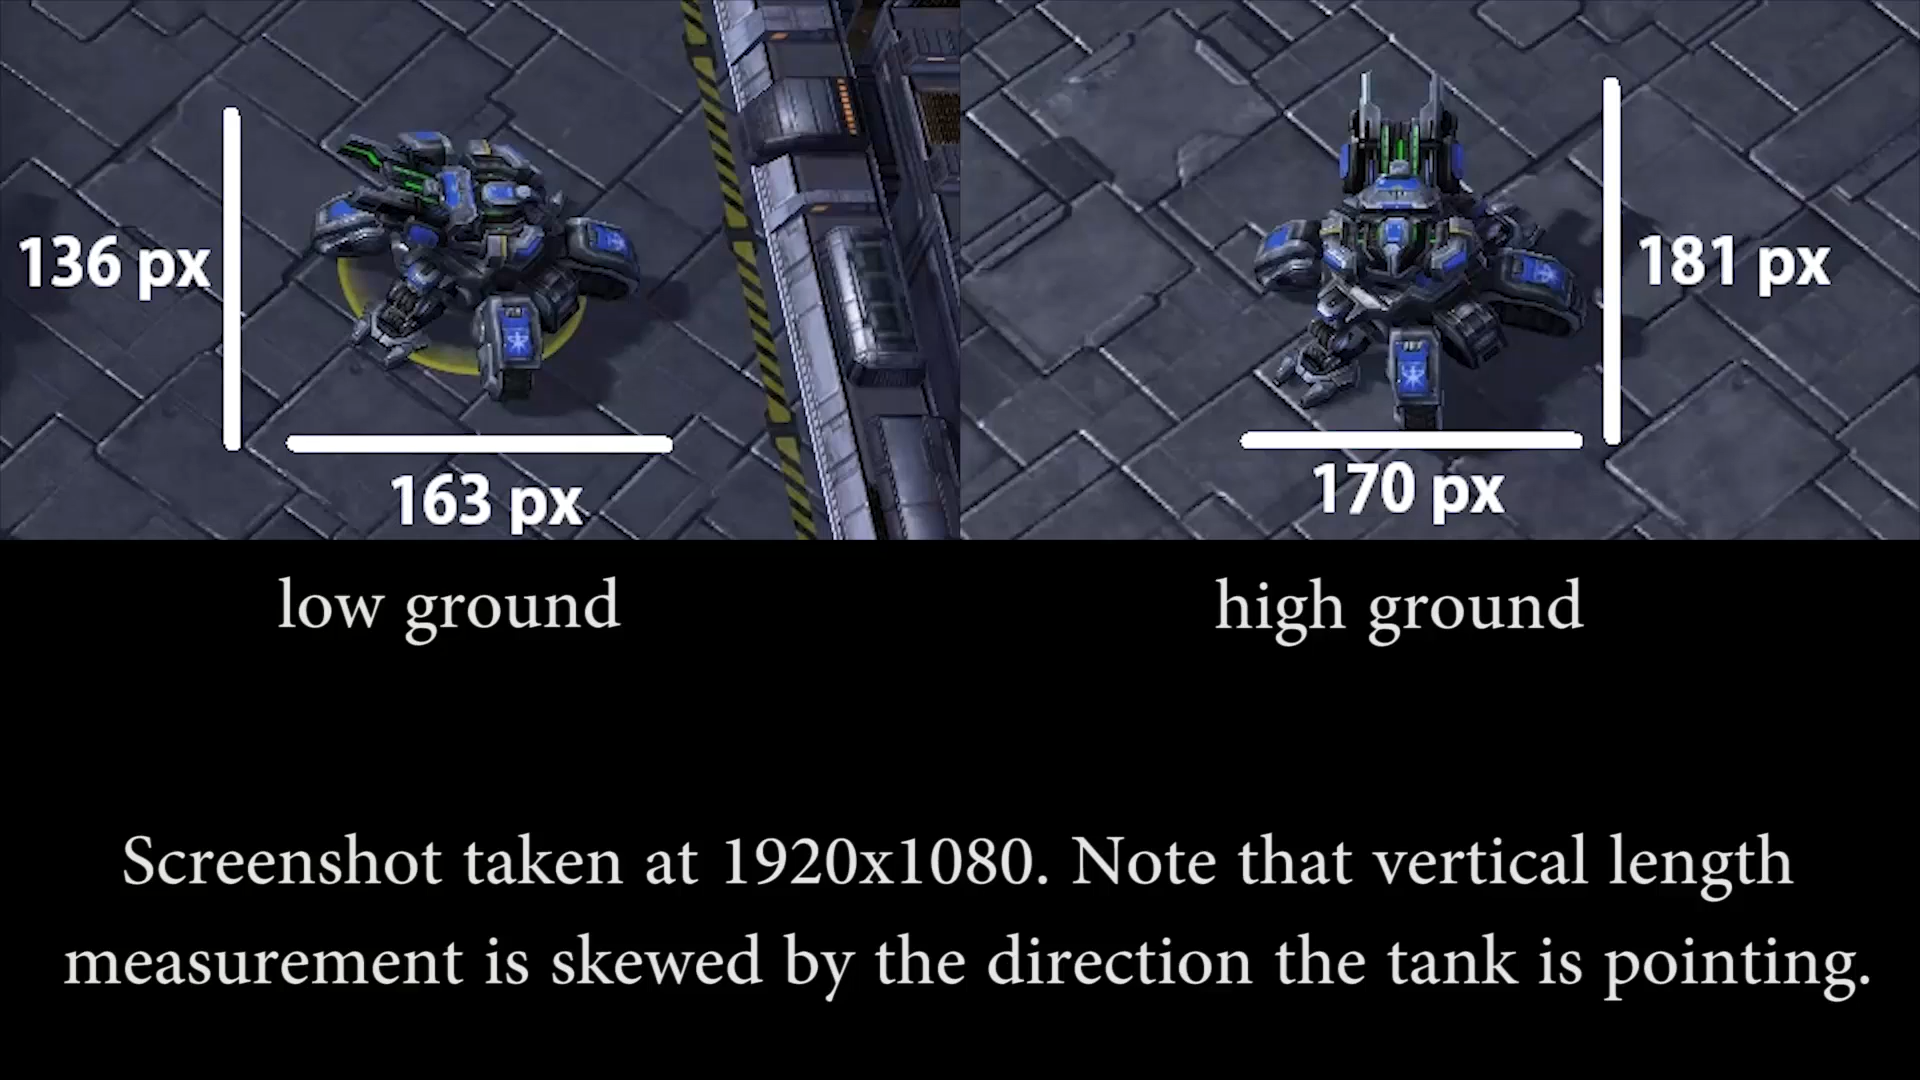 136 px
163 px
181 px
170 px
low ground
high ground
Screenshot taken at 1920x1080. Note that vertical length
measurement is skewed by the direction the tank is pointing.